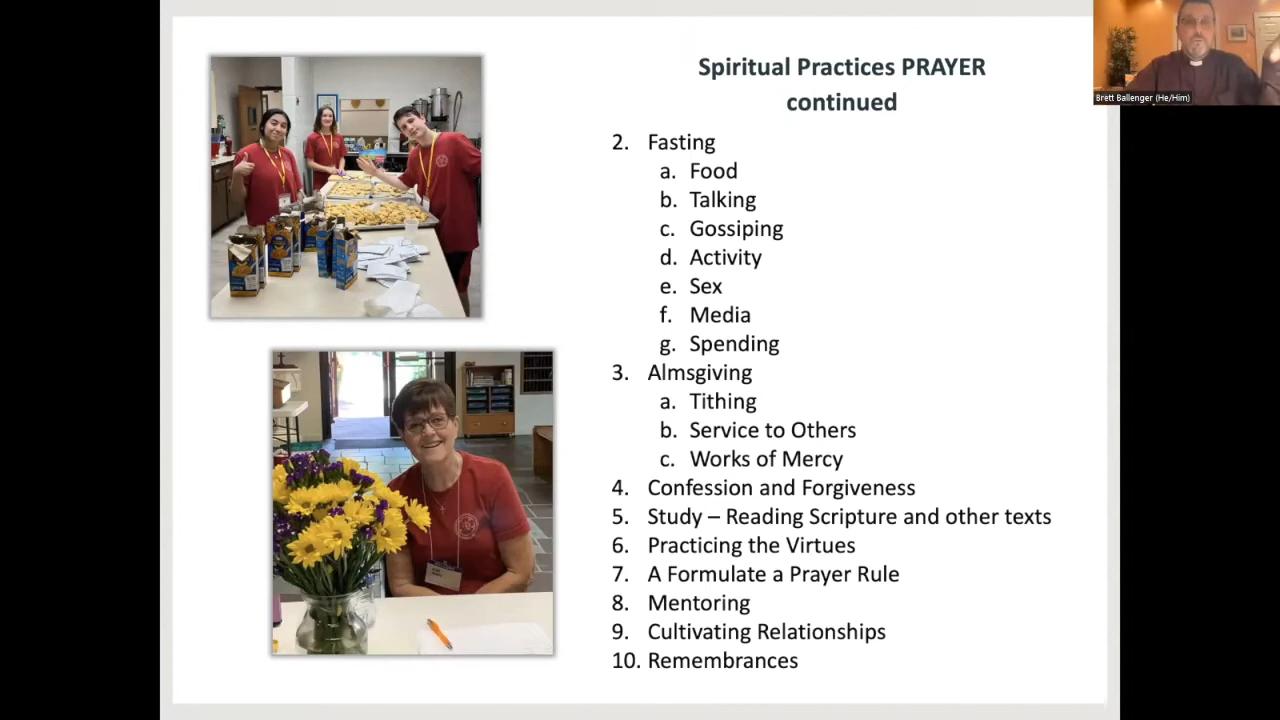 Spiritual Practices PRAYER
continued
2. Fasting
a. Food
b. Talking
c. Gossiping
d. Activity
e. Sex
f. Media
g. Spending
3. Almsgiving
a. Tithing
b. Service to Others
c. Works of Mercy
4. Confession and Forgiveness
5. Study – Reading Scripture and other texts
6. Practicing the Virtues
7. A Formulate a Prayer Rule
8. Mentoring
9. Cultivating Relationships
10. Remembrances
Brett Ballenger (He/Him)